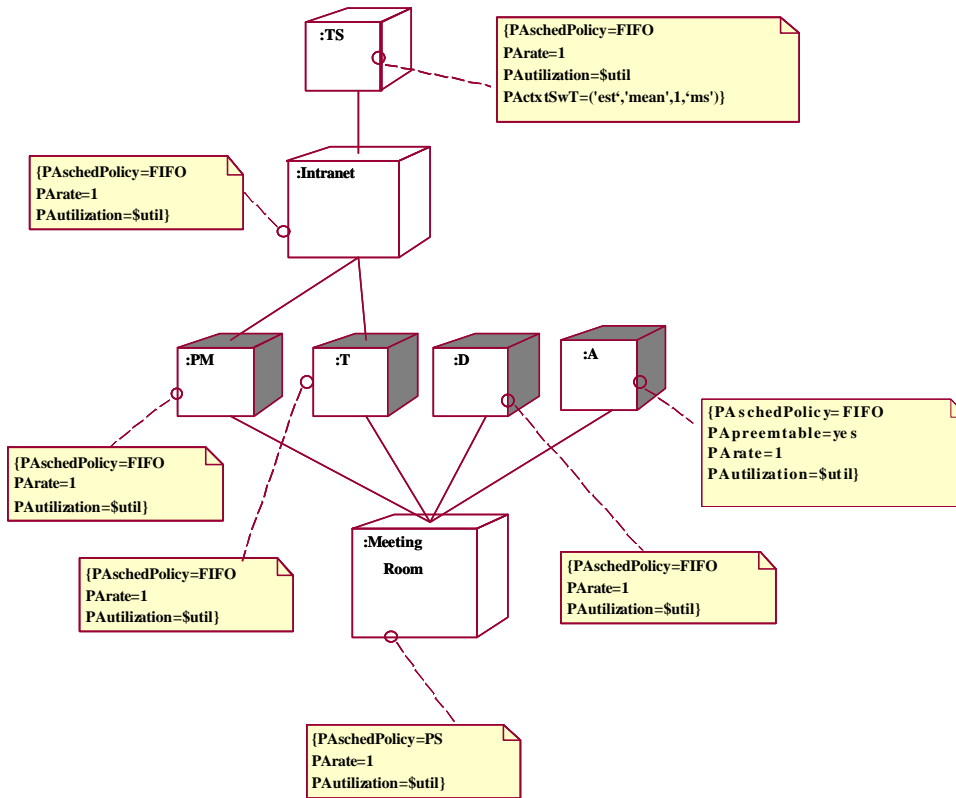 :TS
{PAschedPolicy=FIFO
PArate=1
PAutilization=$util
PActxtSwT=('est‘,'mean',1,‘ms')}
:Intranet
{PAschedPolicy=FIFO
PArate=1
PAutilization=$util}
:PM
:T
:D
:A
{PAschedPolicy=FIFO
PApreemtable=yes
PArate=1
PAutilization=$util}
{PAschedPolicy=FIFO
PArate=1
PAutilization=$util}
:Meeting
Room
{PAschedPolicy=FIFO
PArate=1
PAutilization=$util}
{PAschedPolicy=FIFO
PArate=1
PAutilization=$util}
{PAschedPolicy=PS
PArate=1
PAutilization=$util}